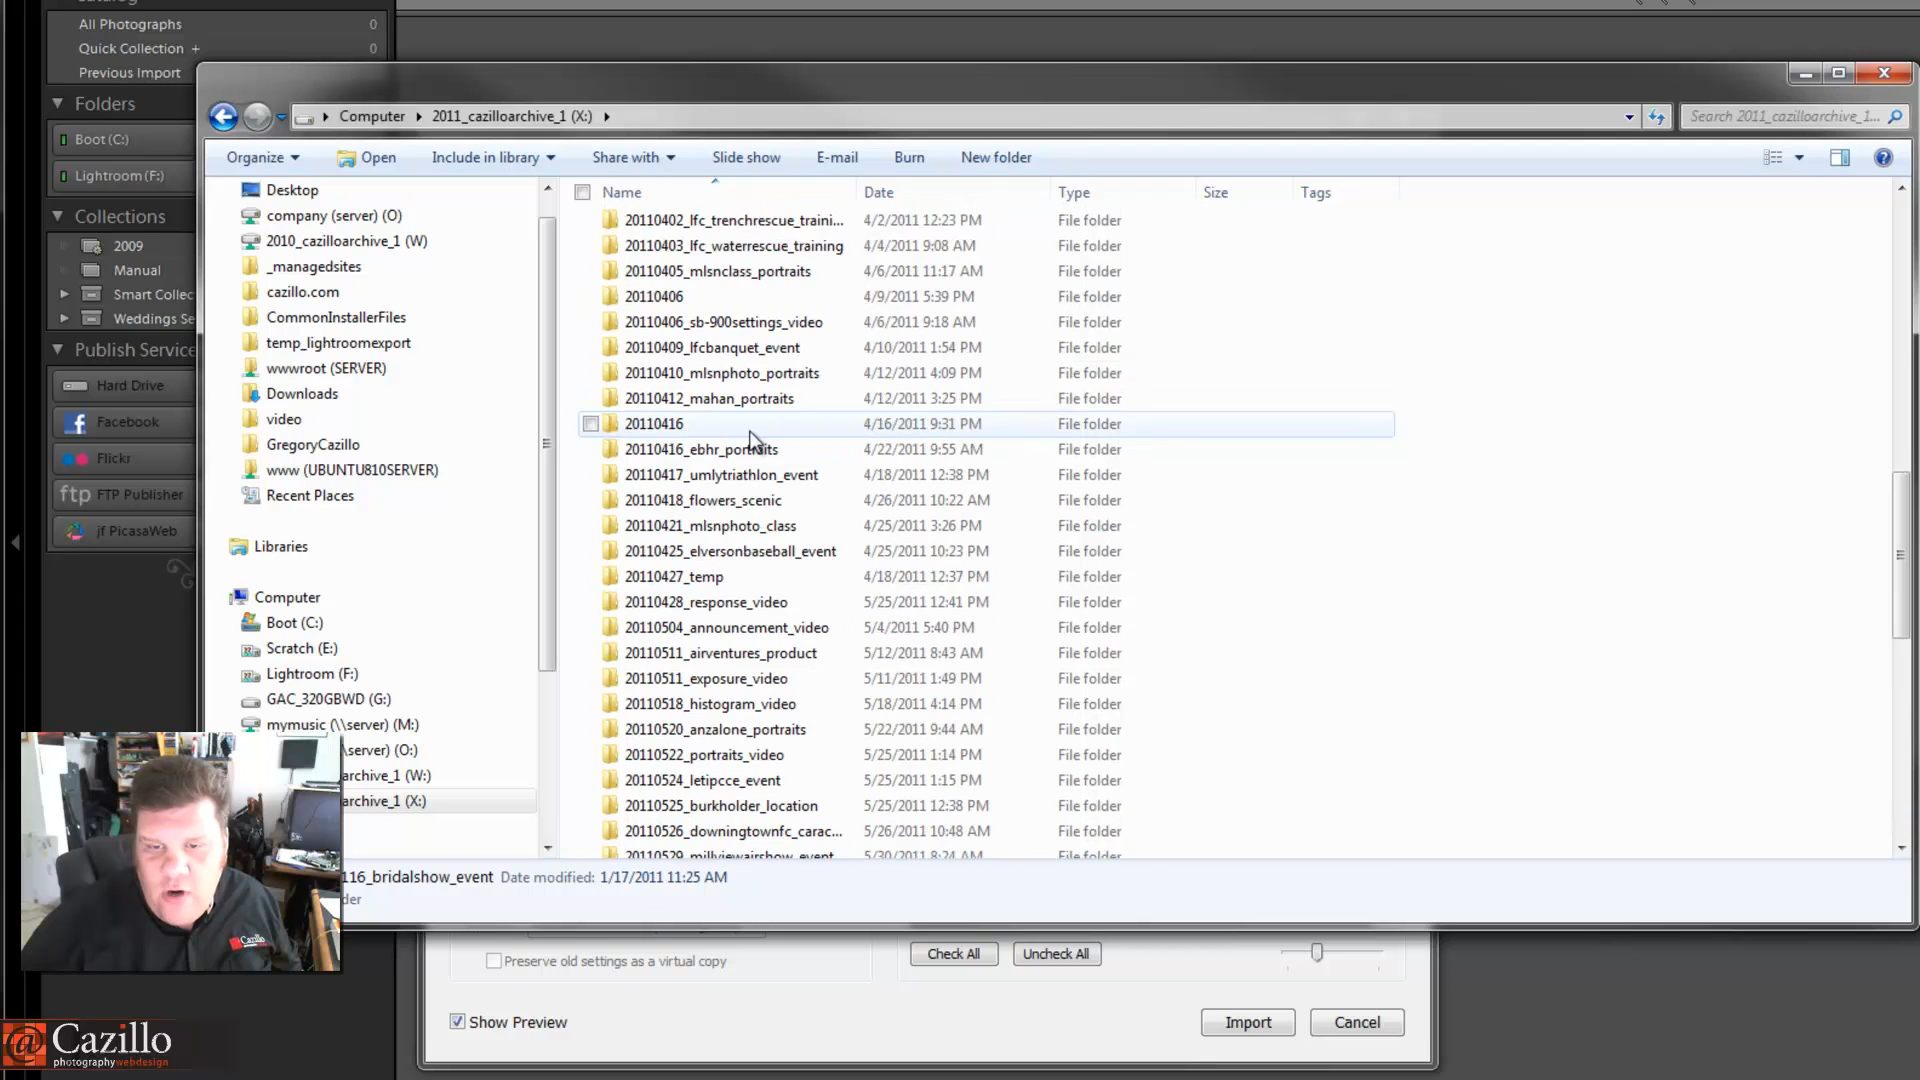 Catalog
All Photographs 0
Quick Collection + 0
Previous Import
Folders
Boot (C:)
Lightroom (F:)
Collections
2009
Manual
Smart Collec
Weddings Se
Publish Service
Hard Drive
Facebook
Flickr
ftp FTP Publisher
jf PicasaWeb
Computer 2011_cazilloarchive_1 (X:)
Search 2011_cazilloarchive_1...
Organize Open Include in library Share with Slide show E-mail Burn New folder
Desktop
company (server) (O)
2010_cazilloarchive_1 (W)
_managedsites
cazillo.com
CommonInstallerFiles
temp_lightroomexport
wwwroot (SERVER)
Downloads
video
GregoryCazillo
www (UBUNTU810SERVER)
Recent Places
Libraries
Computer
Boot (C:)
Scratch (E:)
Lightroom (F:)
GAC_320GBWD (G:)
mymusic (\\server) (M:)
\server) (O:)
archive_1 (W:)
archive_1 (X:)
Name Date Type Size Tags
20110402_lfc_trenchrescue_traini... 4/2/2011 12:23 PM File folder
20110403_lfc_waterrescue_training 4/4/2011 9:08 AM File folder
20110405_mlsnclass_portraits 4/6/2011 11:17 AM File folder
20110406 4/9/2011 5:39 PM File folder
20110406_sb-900settings_video 4/6/2011 9:18 AM File folder
20110409_lfcbanquet_event 4/10/2011 1:54 PM File folder
20110410_mlsnphoto_portraits 4/12/2011 4:09 PM File folder
20110412_mahan_portraits 4/12/2011 3:25 PM File folder
20110416 4/16/2011 9:31 PM File folder
20110416_ebhr_portraits 4/22/2011 9:55 AM File folder
20110417_umlytriathlon_event 4/18/2011 12:38 PM File folder
20110418_flowers_scenic 4/26/2011 10:22 AM File folder
20110421_mlsnphoto_class 4/25/2011 3:26 PM File folder
20110425_elversonbaseball_event 4/25/2011 10:23 PM File folder
20110427_temp 4/18/2011 12:37 PM File folder
20110428_response_video 5/25/2011 12:41 PM File folder
20110504_announcement_video 5/4/2011 5:40 PM File folder
20110511_airventures_product 5/12/2011 8:43 AM File folder
20110511_exposure_video 5/11/2011 1:49 PM File folder
20110518_histogram_video 5/18/2011 4:14 PM File folder
20110520_anzalone_portraits 5/22/2011 9:44 AM File folder
20110522_portraits_video 5/25/2011 1:14 PM File folder
20110524_letipcce_event 5/25/2011 1:15 PM File folder
20110525_burkholder_location 5/25/2011 12:38 PM File folder
20110526_downingtownfc_carac... 5/26/2011 10:48 AM File folder
20110529_millviewairshow_event 5/30/2011 8:24 AM File folder
116_bridalshow_event Date modified: 1/17/2011 11:25 AM
der
Preserve old settings as a virtual copy
Check All Uncheck All
Show Preview
Import Cancel
Cazillo
@Cazillo
photographywebdesign